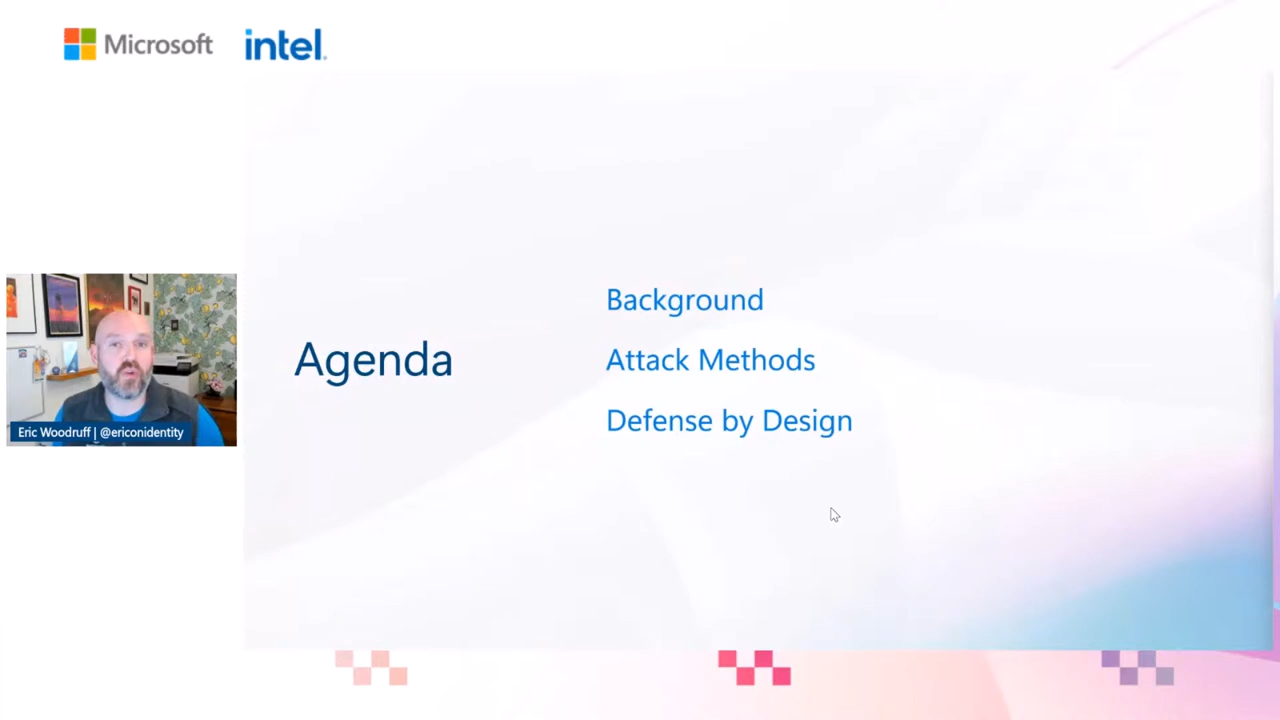 Microsoft
intel.
Agenda
Background
Attack Methods
Defense by Design
Eric Woodruff | @ericonidentity